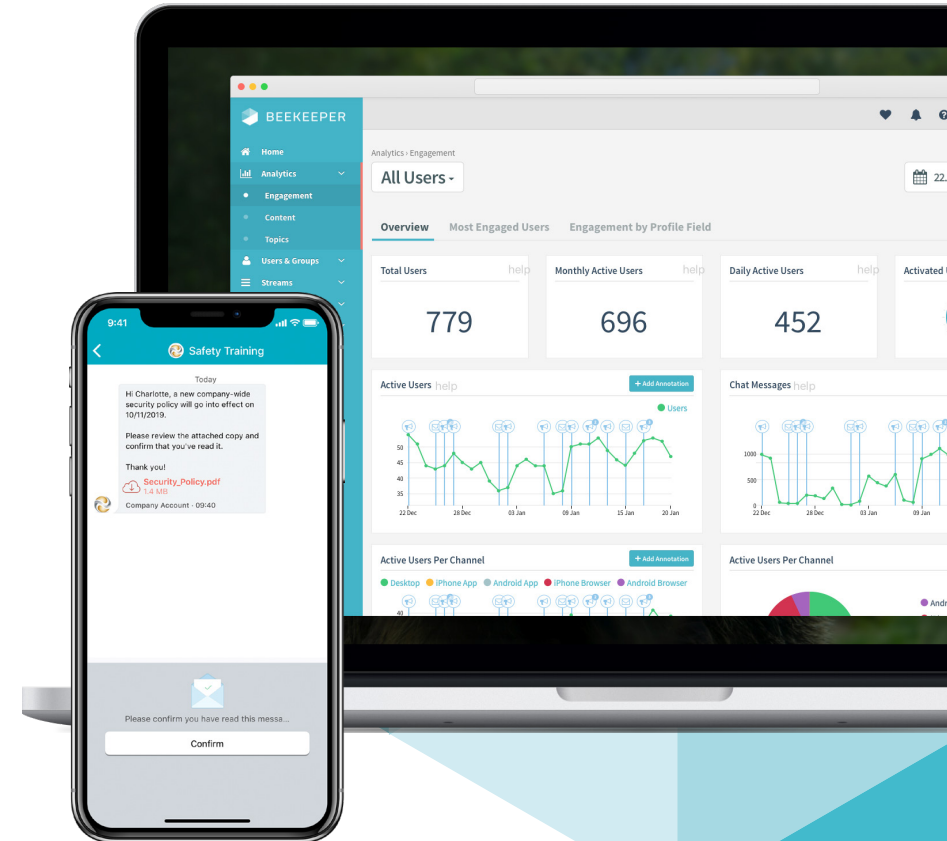 BEEKEEPER
Home
Analytics
Engagement
Content
Topics
Users & Groups
Streams
Analytics › Engagement
All Users
22.
Overview Most Engaged Users Engagement by Profile Field
Total Users help
779
Monthly Active Users help
696
Daily Active Users help
452
Activated
Active Users help
+ Add Annotation
Users
50
45
40
35
22 Dec 28 Dec 03 Jan 09 Jan 15 Jan 20 Jan
Chat Messages help
1000
500
0
22 Dec 28 Dec 03 Jan 09 Jan
Active Users Per Channel
+ Add Annotation
Desktop iPhone App Android App iPhone Browser Android Browser
40
Active Users Per Channel
Andr
9:41
Safety Training
Today
Hi Charlotte, a new company-wide
security policy will go into effect on
10/11/2019.
Please review the attached copy and
confirm that you've read it.
Thank you!
Security_Policy.pdf
1.4 MB
Company Account · 09:40
Please confirm you have read this messa...
Confirm